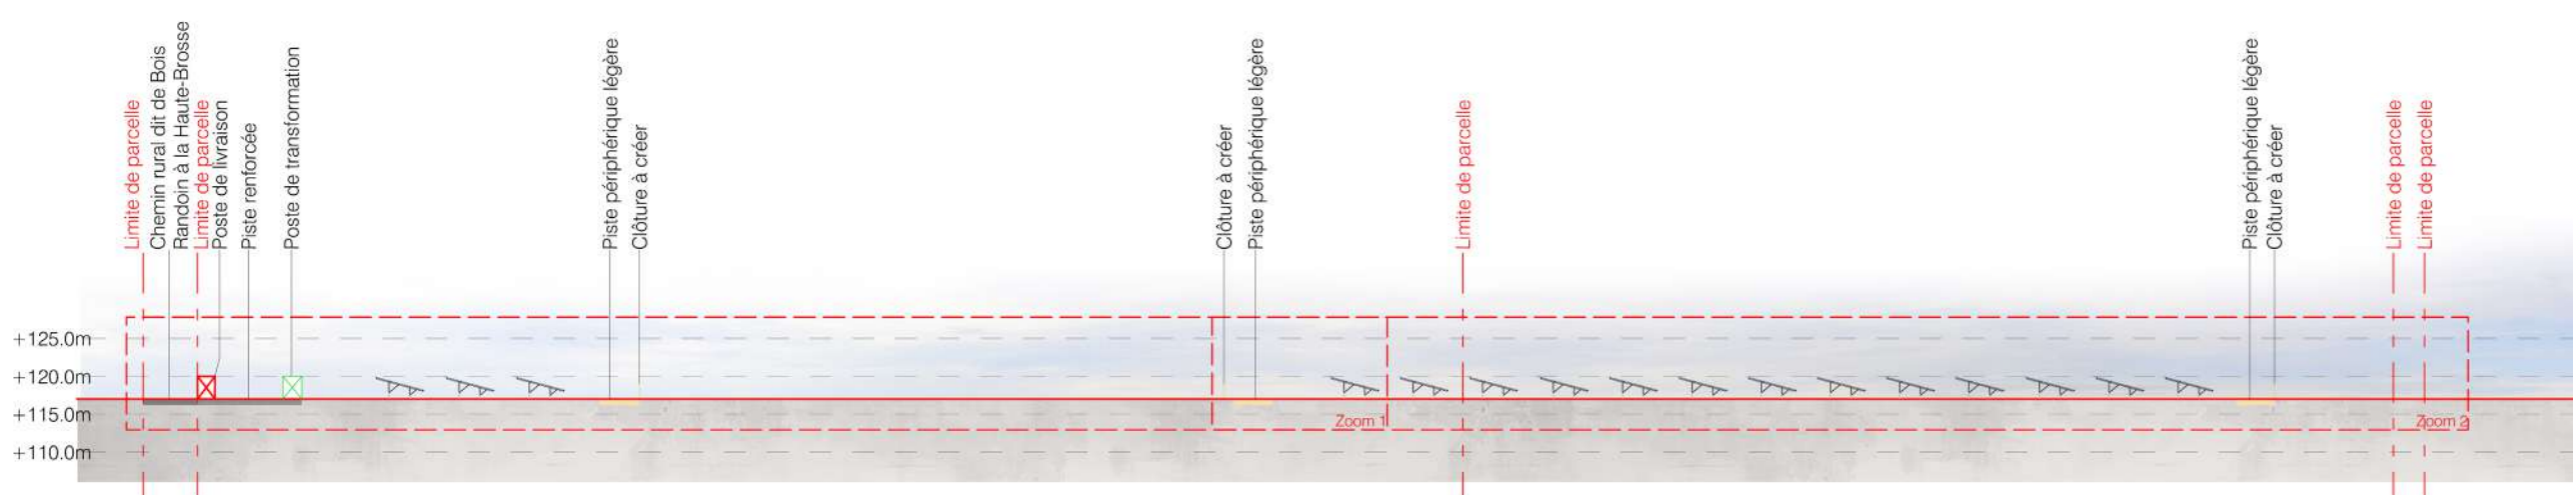 Limite de parcelle
Chemin rural dit de Bois
Randoin à la Haute-Brosse
Limite de parcelle
Poste de livraison
Piste renforcée
Poste de transformation
Piste périphérique légère
Clôture à créer
Clôture à créer
Piste périphérique légère
Limite de parcelle
Piste périphérique légère
Clôture à créer
Limite de parcelle
Limite de parcelle
+125.0m
+120.0m
+115.0m
+110.0m
Zoom 1
Zoom 2